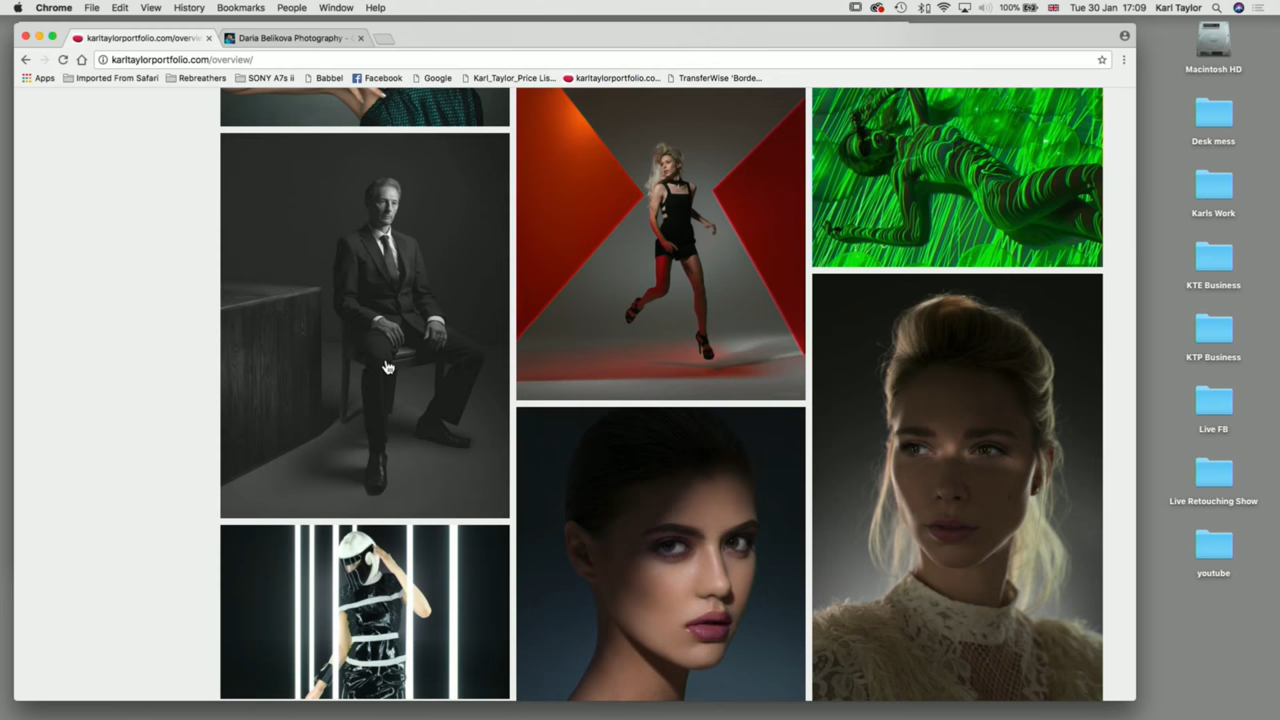 Chrome File Edit View History Bookmarks People Window Help 100% Tue 30 Jan 17:09 Karl Taylor
karltaylorportfolio.com/overvie
Daria Belikova Photography -
karltaylorportfolio.com/overview/
Apps Imported From Safari Rebreathers SONY A7s ii Babbel Facebook Google Karl_Taylor_Price Lis... karltaylorportfolio.co... TransferWise 'Borde...
Macintosh HD
Desk mess
Karls Work
KTE Business
KTP Business
Live FB
Live Retouching Show
youtube